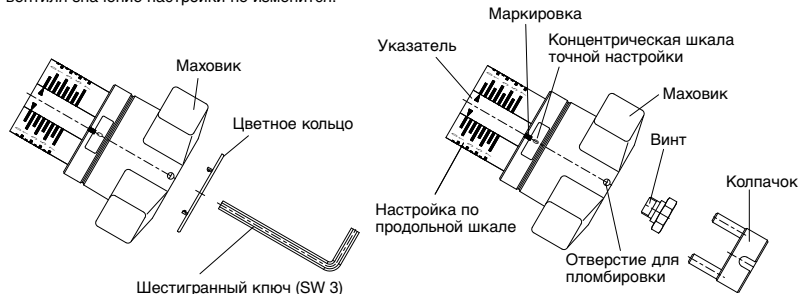 вентиля значение настройки не изменится.
Маховик
Цветное кольцо
Шестигранный ключ (SW 3)
Маркировка
Указатель
Концентрическая шкала
точной настройки
Маховик
Винт
Колпачок
Настройка по
продольной шкале
Отверстие для
пломбировки